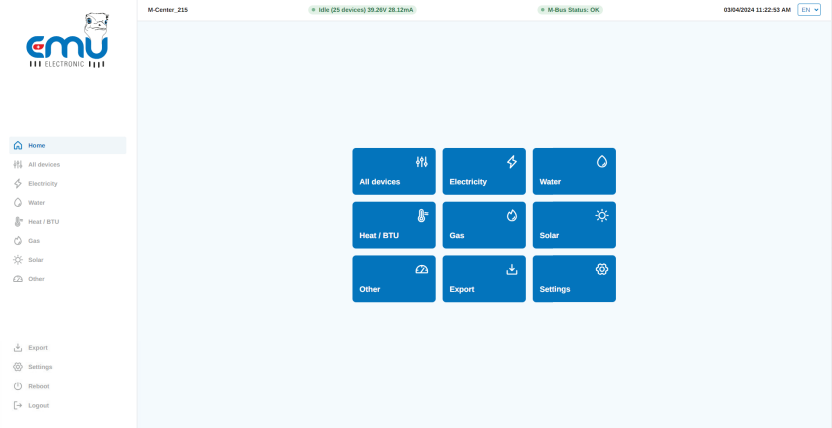 M-Center_215
Idle (25 devices) 39.26V 28.12mA
M-Bus Status: OK
03/04/2024 11:22:53 AM
EN
emu
ELECTRONIC
Home
All devices
Electricity
Water
Heat / BTU
Gas
Solar
Other
Export
Settings
Reboot
Logout
All devices
Electricity
Water
Heat / BTU
Gas
Solar
Other
Export
Settings